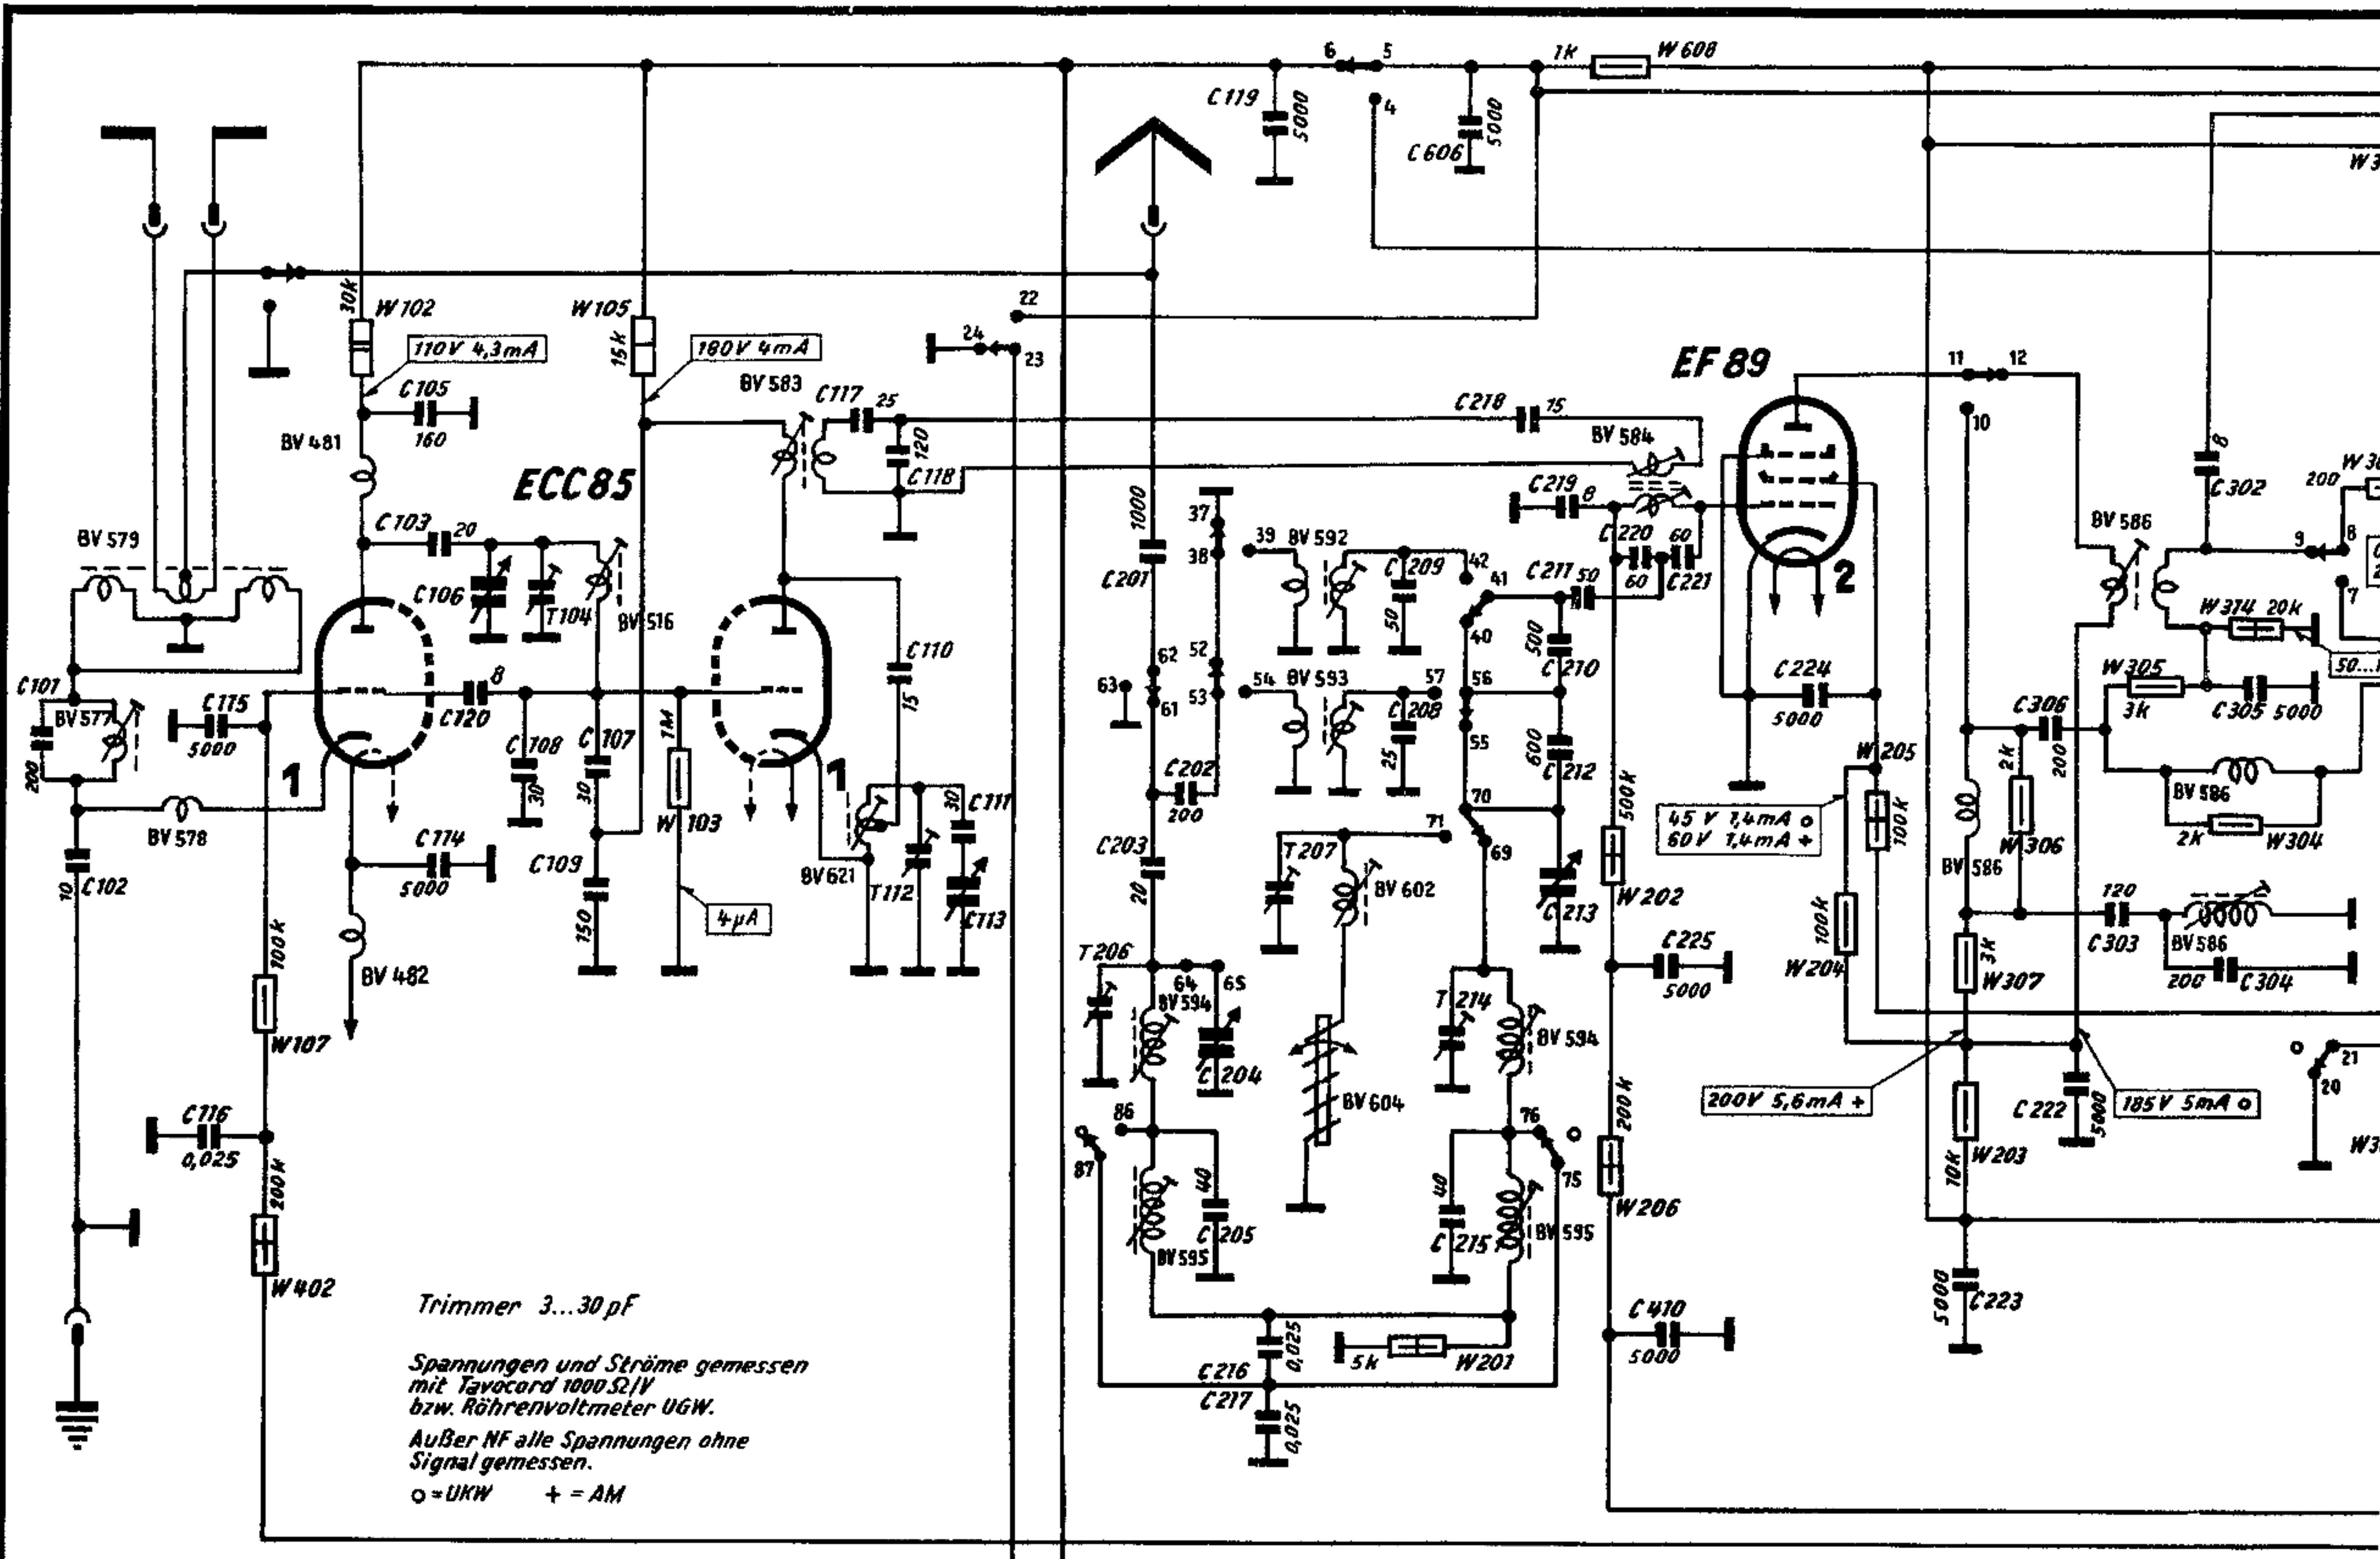 6 5
1K W 608
C 119 5000
4
C 606 5000
30k W 102
W 105 15k
110V 4,3mA
180V 4mA
22
24 23
C 105 160
BV 583
C 117 25
120
C 118
BV 481
ECC 85
C 218 15
BV 584
EF 89
11 12
10
8
C 302
200
BV 579
C 103 20
C 106
T 104
BV 516
1000
C 201
37
38
39 BV 592
C 209 50
42
41
40
C 219 8
C 220 60
60 C 221
C 211 50
500
C 210
2
BV 586
9 8
7
W 314 20k
C 101
BV 577
200
C 115 5000
C 120 8
C 110 15
62
63
61
52
53
54 BV 593
C 208 25
57
56
55
600
C 212
C 224 5000
W 305 3k
C 305 5000
C 306 200
1
BV 578
C 108 30
C 107 30
1M
W 103
1
BV 621
T 112
30 C 111
C 113
C 202 200
70
71
69
500k
W 202
W 205
100k
45 V 1,4mA o
60 V 1,4mA +
2k
W 306
BV 586
BV 586
2k W 304
10 C 102
C 114 5000
C 109 150
4µA
C 203 20
T 207
BV 602
C 213
100k
W 204
120
C 303
BV 586
200 C 304
100k
W 107
BV 482
T 206
64 65
BV 594
C 204
T 214
BV 594
C 225 5000
3k
W 307
BV 604
200V 5,6mA +
C 222 5000
185V 5mA o
21
20
C 116
0,025
200k
W 402
86
87
40
C 205
BV 595
76
75
40
C 215
BV 595
200k
W 206
10k W 203
C 216 0,025
C 217 0,025
5k W 201
C 410
5000
5000 C 223
Trimmer 3...30 pF
Spannungen und Ströme gemessen
mit Tavocord 1000 Ω/V
bzw. Röhrenvoltmeter UGW.
Außer NF alle Spannungen ohne
Signal gemessen.
o = UKW + = AM